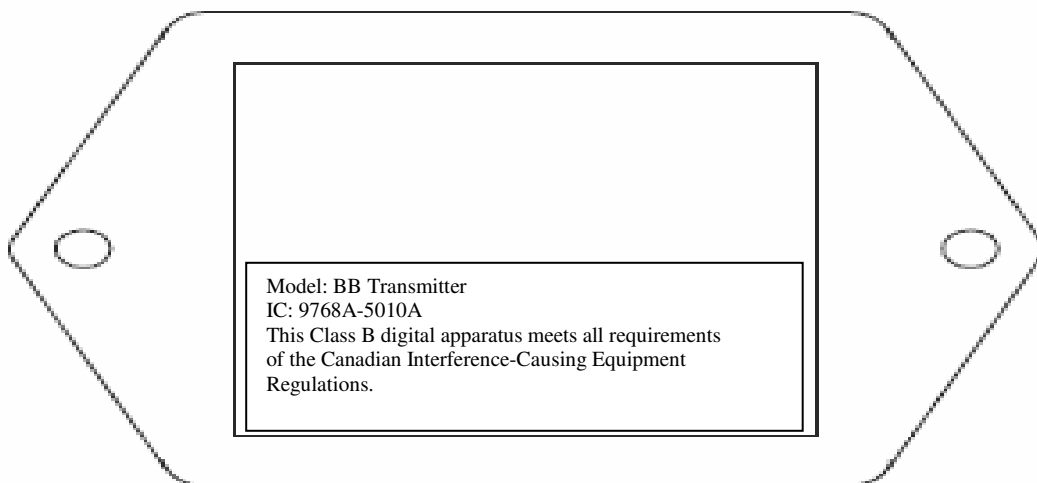 Model: BB Transmitter
IC: 9768A-5010A
This Class B digital apparatus meets all requirements
of the Canadian Interference-Causing Equipment
Regulations.